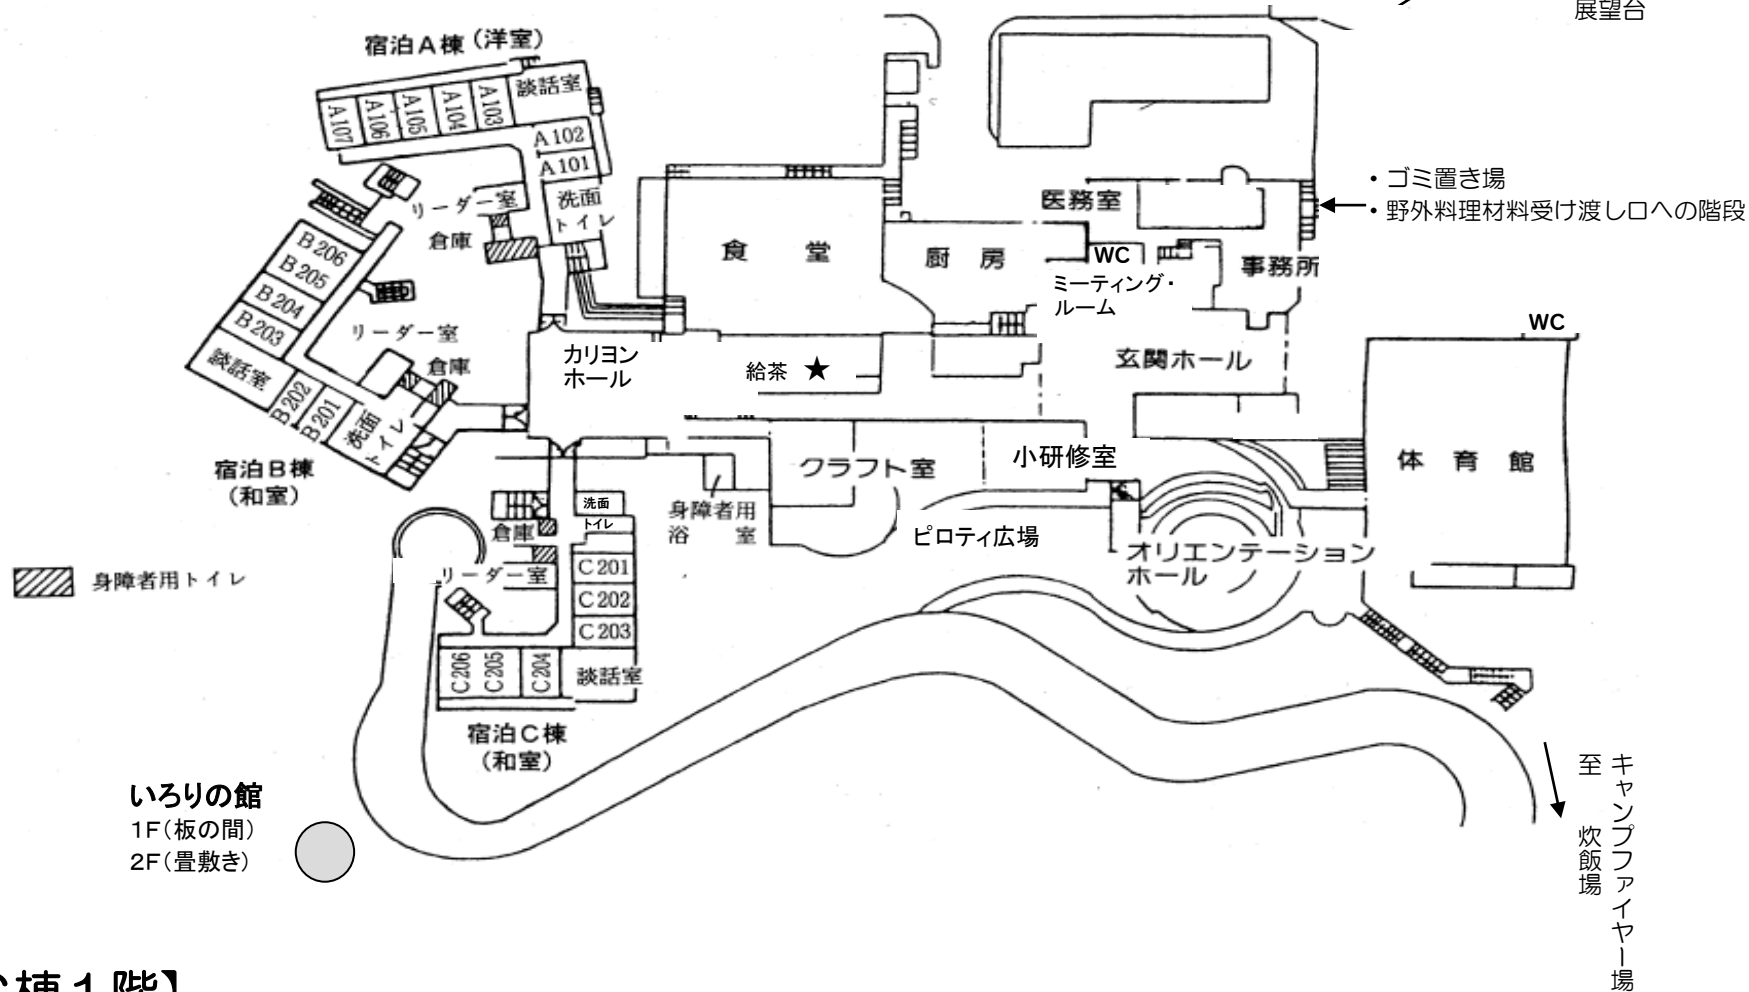 展望台
宿泊A棟(洋室)
談話室
A103
A104
A105
A106
A107
A102
A101
洗面
トイレ
リーダー室
倉庫
B206
B205
B204
B203
談話室
B202
B201
洗面
トイレ
リーダー室
倉庫
宿泊B棟
(和室)
食堂
厨房
医務室
WC
ミーティング・
ルーム
事務所
・ゴミ置き場
・野外料理材料受け渡し口への階段
カリヨン
ホール
給茶 ★
玄関ホール
WC
体育館
クラフト室
小研修室
身障者用
浴室
ピロティ広場
オリエンテーション
ホール
洗面
トイレ
倉庫
リーダー室
C201
C202
C203
C204
C205
C206
談話室
宿泊C棟
(和室)
身障者用トイレ
いろりの館
1F(板の間)
2F(畳敷き)
キャンプファイヤー場
至 炊飯場
棟1階】